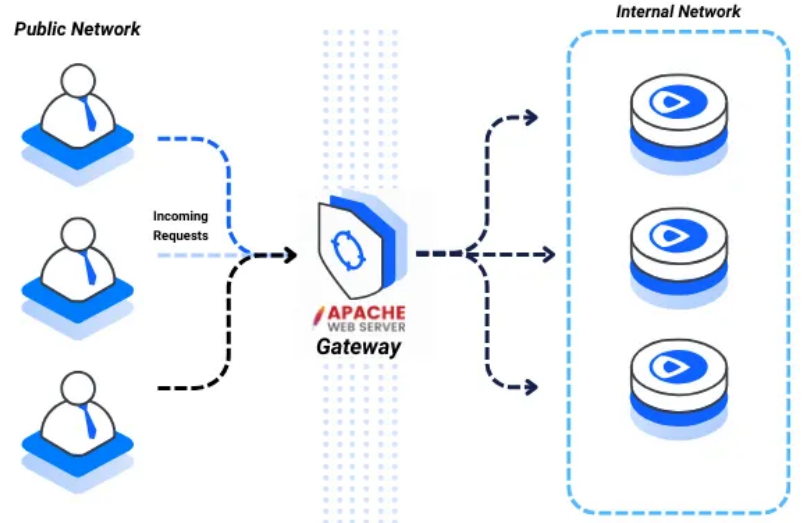 Public Network
Internal Network
Incoming
Requests
APACHE
WEB SERVER
Gateway